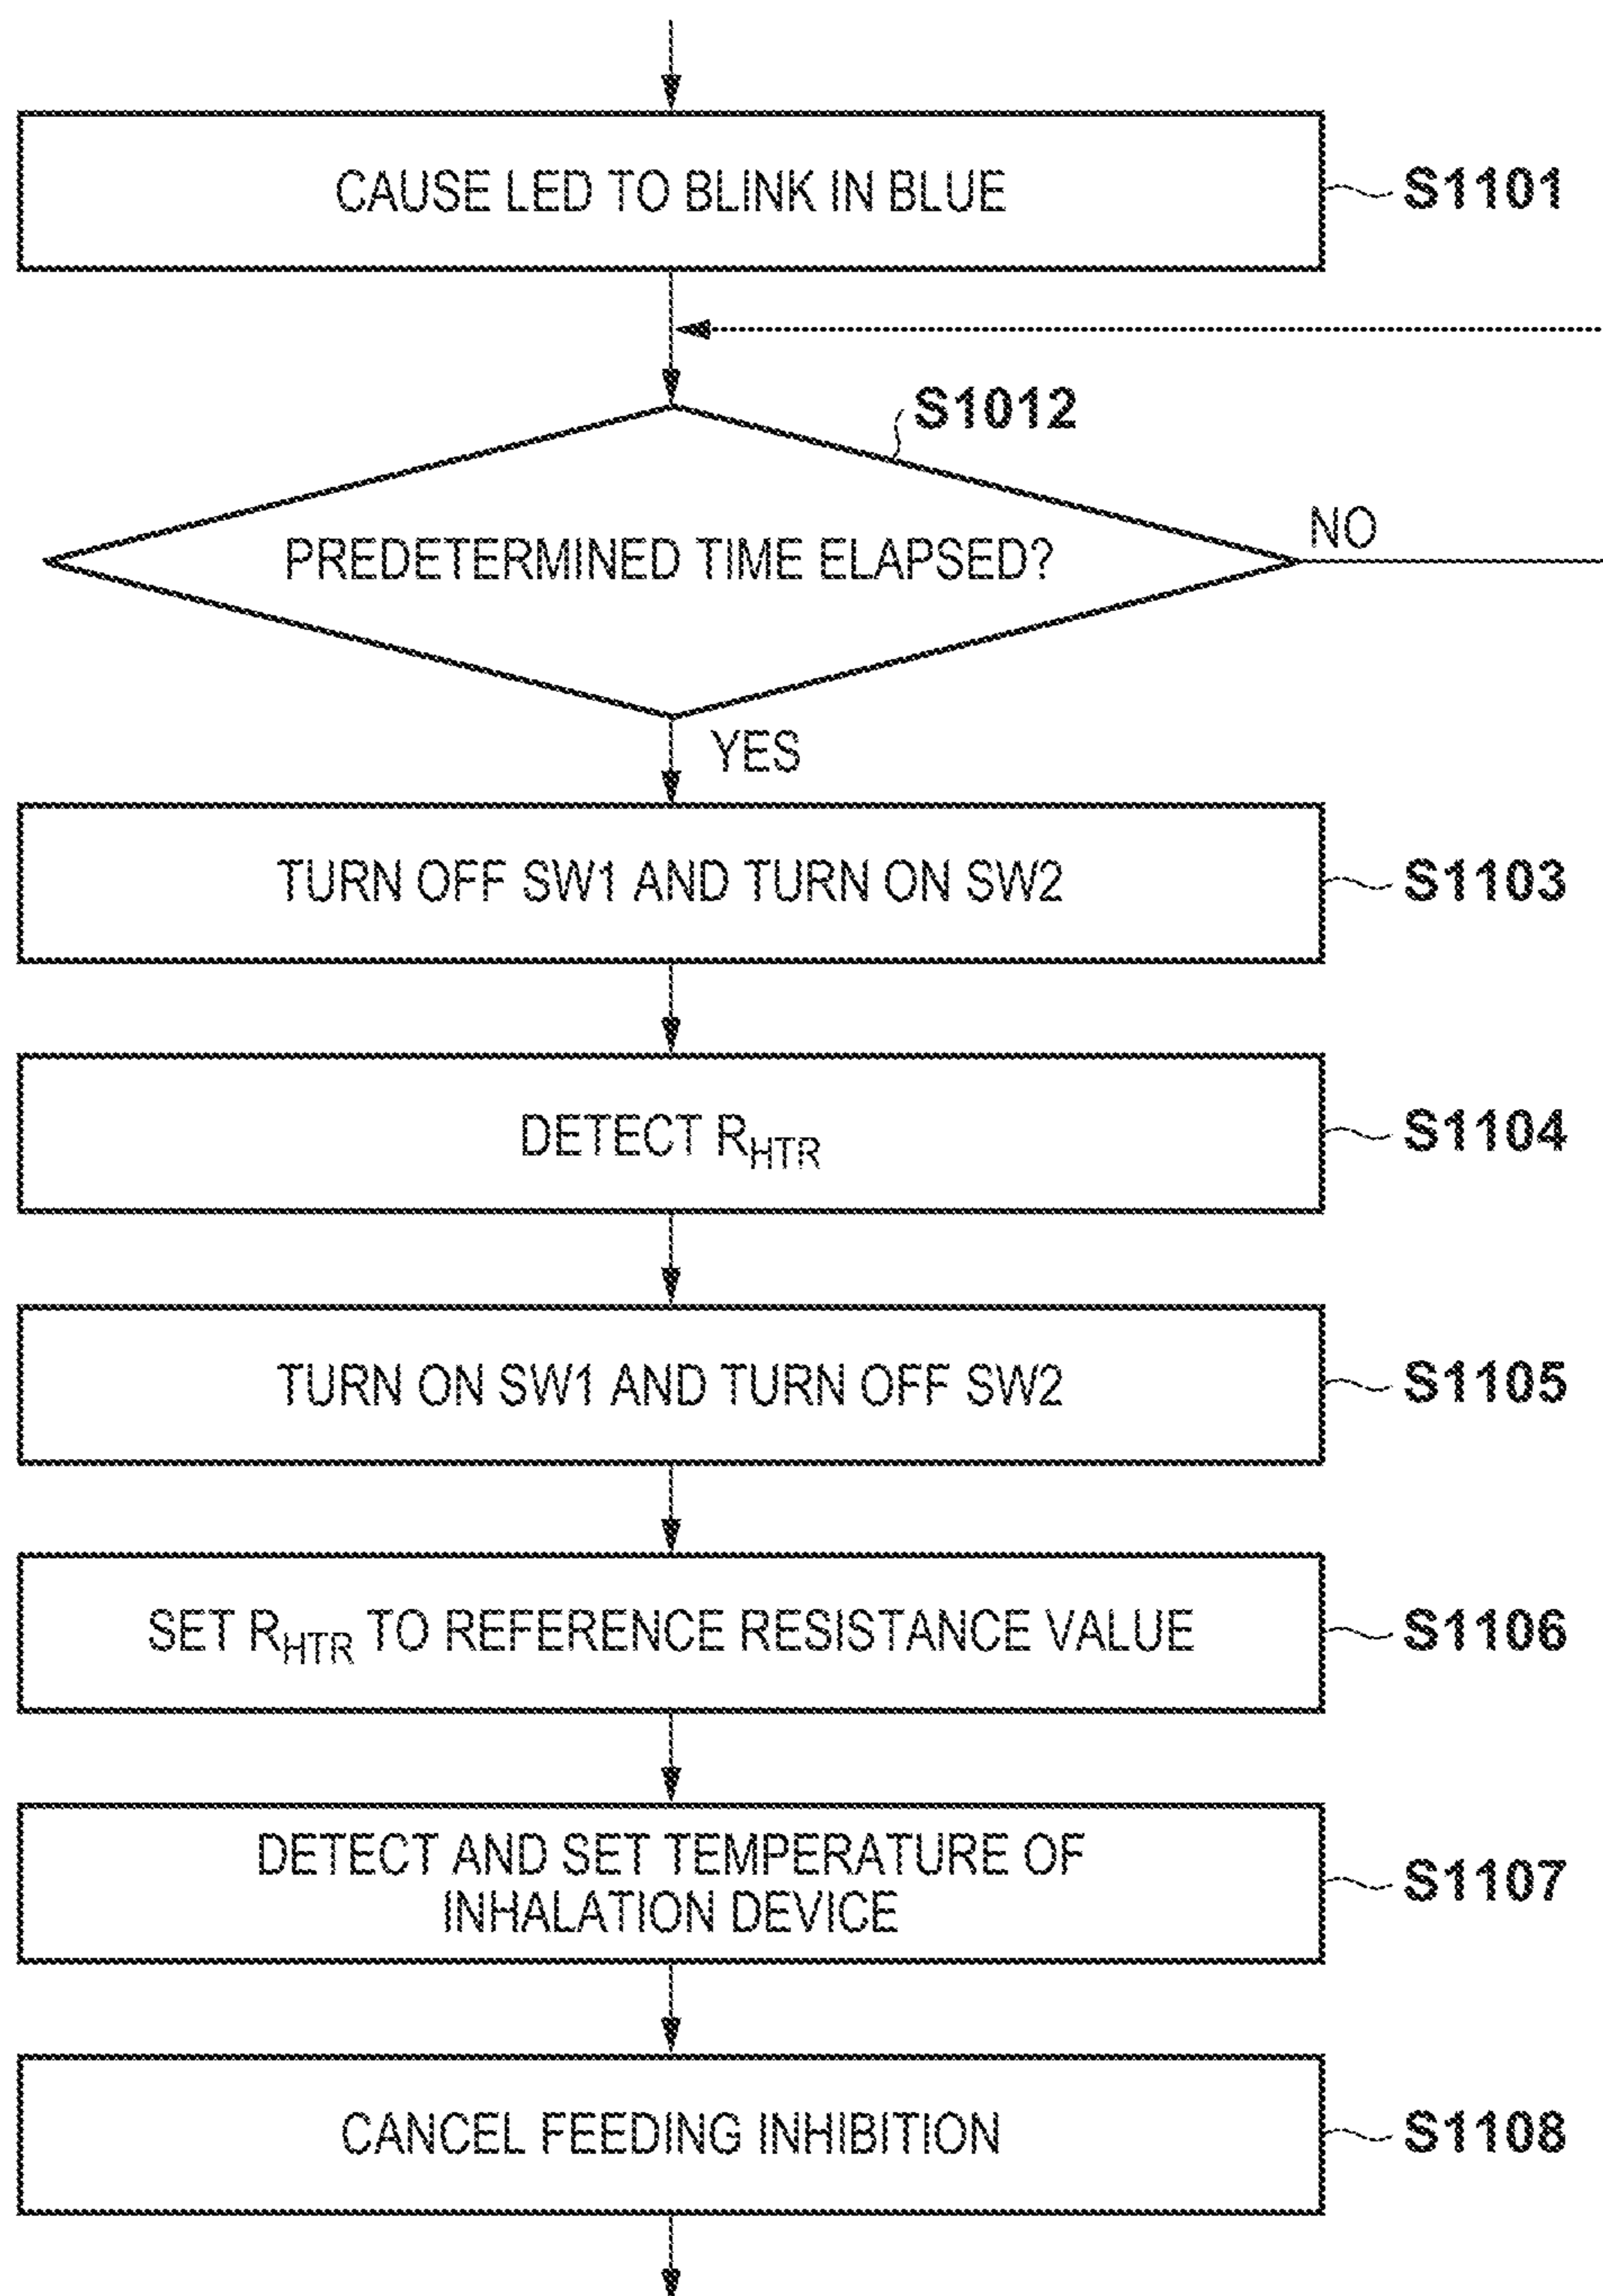 CAUSE LED TO BLINK IN BLUE
S1101
S1012
PREDETERMINED TIME ELAPSED?
NO
YES
TURN OFF SW1 AND TURN ON SW2
S1103
DETECT RHTR
S1104
TURN ON SW1 AND TURN OFF SW2
S1105
SET RHTR TO REFERENCE RESISTANCE VALUE
S1106
DETECT AND SET TEMPERATURE OF
INHALATION DEVICE
S1107
CANCEL FEEDING INHIBITION
S1108